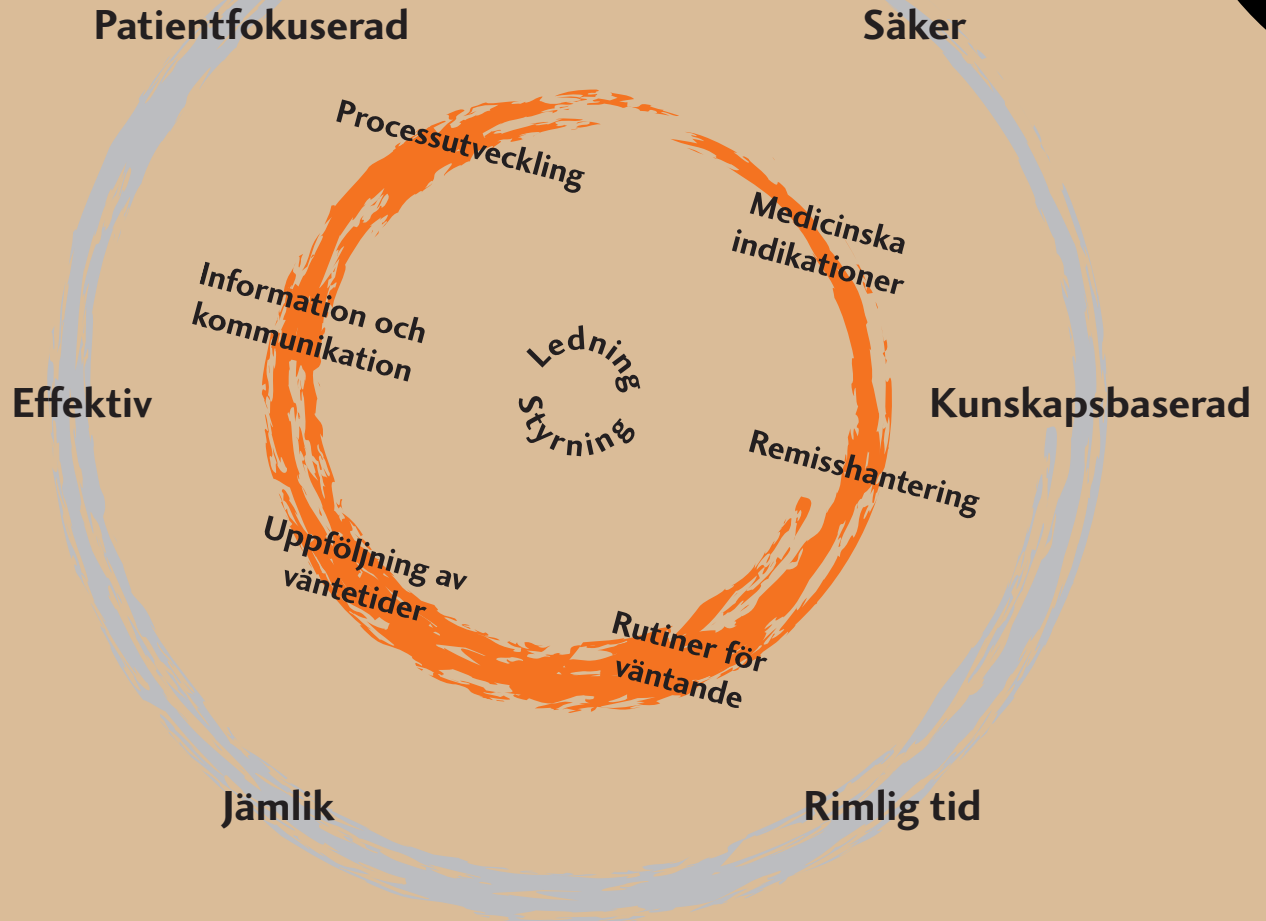 Patientfokuserad
Säker
Processutveckling
Medicinska
indikationer
Information och
kommunikation
Ledning
Styrning
Effektiv
Kunskapsbaserad
Remisshantering
Uppföljning av
väntetider
Rutiner för
väntande
Jämlik
Rimlig tid